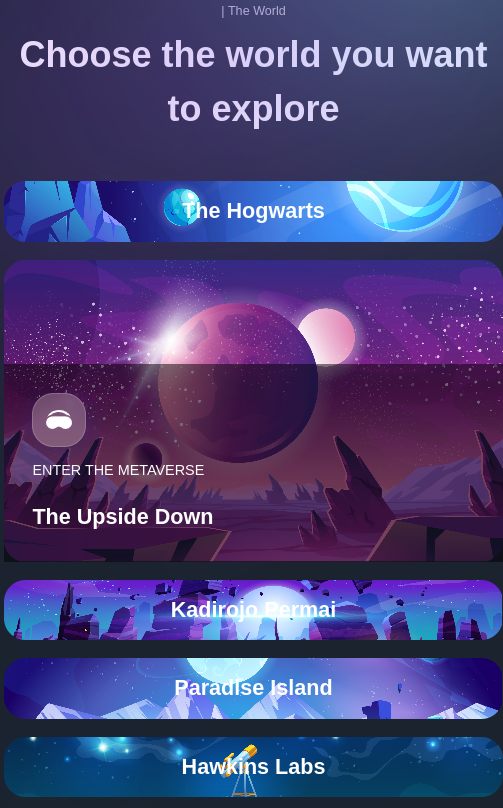 | The World
Choose the world you want
to explore
The Hogwarts
ENTER THE METAVERSE
The Upside Down
Kadirojo Permai
Paradise Island
Hawkins Labs